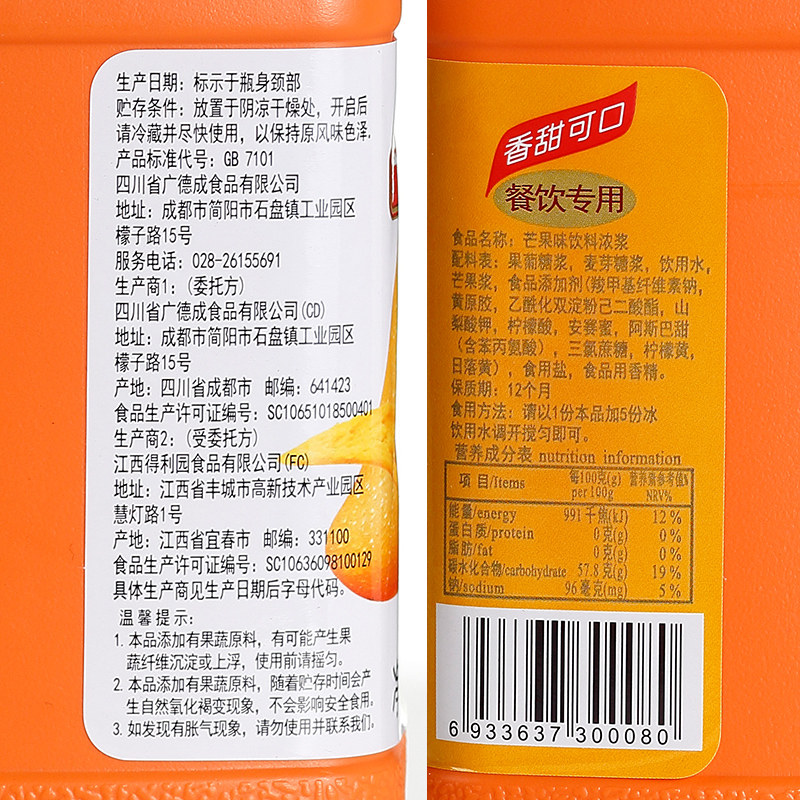 生产日期：标示于瓶身颈部
贮存条件：放置于阴凉干燥处，开启后
请冷藏并尽快使用，以保持原风味色泽.
产品标准代号：GB 7101
四川省广德成食品有限公司
地址：成都市简阳市石盘镇工业园区
檬子路15号
服务电话：028-26155691
生产商1：(委托方)
四川省广德成食品有限公司(CD)
地址：成都市简阳市石盘镇工业园区
檬子路15号
产地：四川省成都市 邮编：641423
食品生产许可证编号：SC10651018500401
生产商2：(受委托方)
江西得利园食品有限公司(FC)
地址：江西省丰城市高新技术产业园区
慧灯路1号
产地：江西省宜春市 邮编：331100
食品生产许可证编号：SC10636098100129
具体生产商见生产日期后字母代码。
温馨提示：
1. 本品添加有果蔬原料，有可能产生果
蔬纤维沉淀或上浮，使用前请摇匀。
2. 本品添加有果蔬原料，随着贮存时间会产
生自然氧化褐变现象，不会影响安全食用。
3. 如发现有胀气现象，请勿使用并联系我们。
香甜可口
餐饮专用
食品名称：芒果味饮料浓浆
配料表：果葡糖浆，麦芽糖浆，饮用水，
芒果浆，食品添加剂(羧甲基纤维素钠，
黄原胶，乙酰化双淀粉己二酸酯，山
梨酸钾，柠檬酸，安赛蜜，阿斯巴甜
（含苯丙氨酸），三氯蔗糖，柠檬黄，
日落黄），食用盐，食品用香精。
保质期：12个月
食用方法：请以1份本品加5份冰
饮用水调开搅匀即可。
营养成分表 nutrition information
项 目/Items 每100克(g) per 100g 营养素参考值% NRV%
能量/energy 991 千焦(kJ) 12 %
蛋白质/protein 0 克(g) 0 %
脂肪/fat 0 克(g) 0 %
碳水化合物/carbohydrate 57.8 克(g) 19 %
钠/sodium 96 毫克(mg) 5 %
6 933637 300080